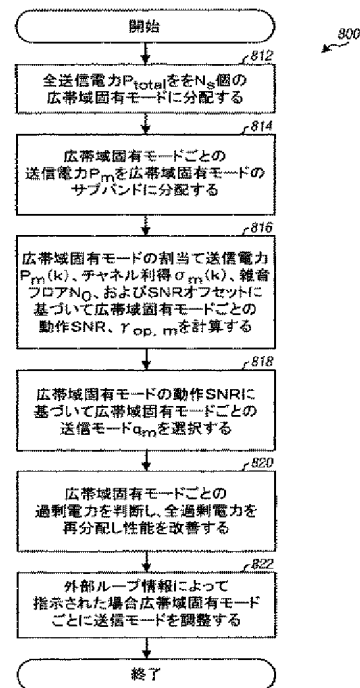 開始
800
812
全送信電力PtotalををNs個の
広帯域固有モードに分配する
814
広帯域固有モードごとの
送信電力Pmを広帯域固有モードの
サブバンドに分配する
816
広帯域固有モードの割当て送信電力
Pm(k)、チャネル利得σm(k)、雑音
フロアN0、およびSNRオフセットに
基づいて広帯域固有モードごとの
動作SNR、γop, mを計算する
818
広帯域固有モードの動作SNRに
基づいて広帯域固有モードごとの
送信モードqmを選択する
820
広帯域固有モードごとの
過剰電力を判断し、全過剰電力を
再分配し性能を改善する
822
外部ループ情報によって
指示された場合広帯域固有モード
ごとに送信モードを調整する
終了